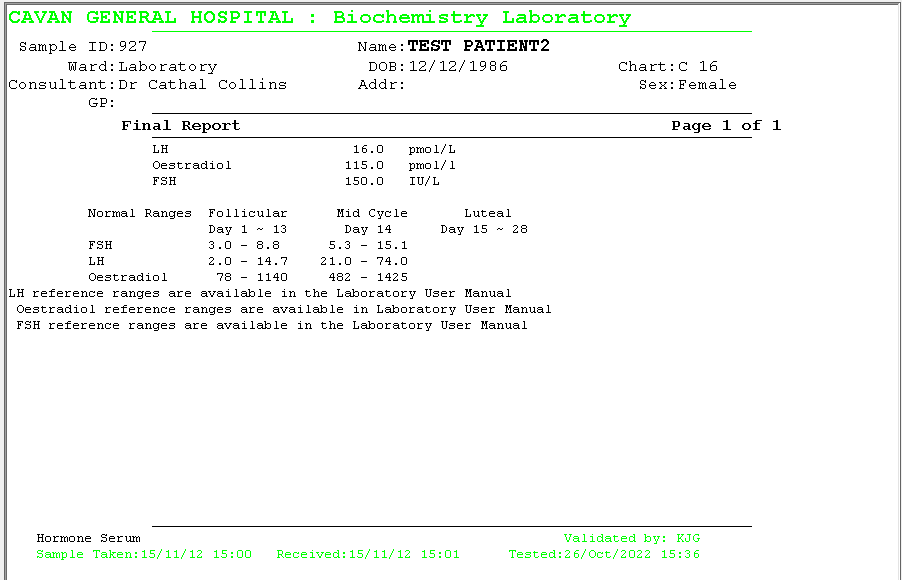 CAVAN GENERAL HOSPITAL : Biochemistry Laboratory
Sample ID:927 Name:TEST PATIENT2
Ward:Laboratory DOB:12/12/1986 Chart:C 16
Consultant:Dr Cathal Collins Addr: Sex:Female
GP:
Final Report Page 1 of 1
LH 16.0 pmol/L
Oestradiol 115.0 pmol/l
FSH 150.0 IU/L
Normal Ranges Follicular Mid Cycle Luteal
Day 1 ~ 13 Day 14 Day 15 ~ 28
FSH 3.0 - 8.8 5.3 - 15.1
LH 2.0 - 14.7 21.0 - 74.0
Oestradiol 78 - 1140 482 - 1425
LH reference ranges are available in the Laboratory User Manual
Oestradiol reference ranges are available in Laboratory User Manual
FSH reference ranges are available in the Laboratory User Manual
Hormone Serum Validated by: KJG
Sample Taken:15/11/12 15:00 Received:15/11/12 15:01 Tested:26/Oct/2022 15:36